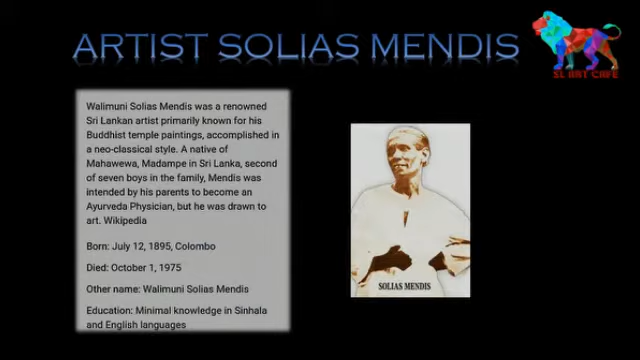 ARTIST SOLIAS MENDIS
SL ART CAFE
Walimuni Solias Mendis was a renowned
Sri Lankan artist primarily known for his
Buddhist temple paintings, accomplished in
a neo-classical style. A native of
Mahawewa, Madampe in Sri Lanka, second
of seven boys in the family, Mendis was
intended by his parents to become an
Ayurveda Physician, but he was drawn to
art. Wikipedia
Born: July 12, 1895, Colombo
Died: October 1, 1975
Other name: Walimuni Solias Mendis
Education: Minimal knowledge in Sinhala
and English languages
SOLIAS MENDIS